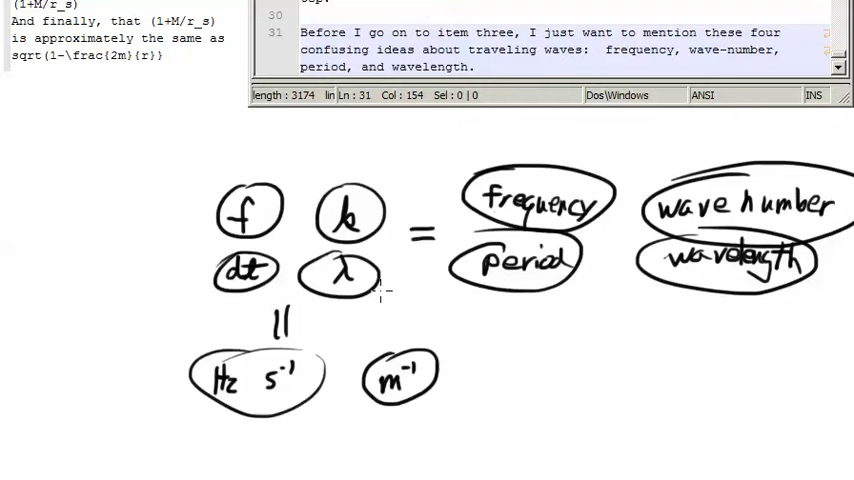 (1+M/r_s)
And finally, that (1+M/r_s)
is approximately the same as
sqrt(1-\frac{2m}{r}}
30
31 Before I go on to item three, I just want to mention these four
confusing ideas about traveling waves: frequency, wave-number,
period, and wavelength.
length : 3174 lin Ln : 31 Col : 154 Sel : 0 | 0 Dos\Windows ANSI INS
f k = frequency wave number
dt λ period wavelength
=
Hz s⁻¹ m⁻¹